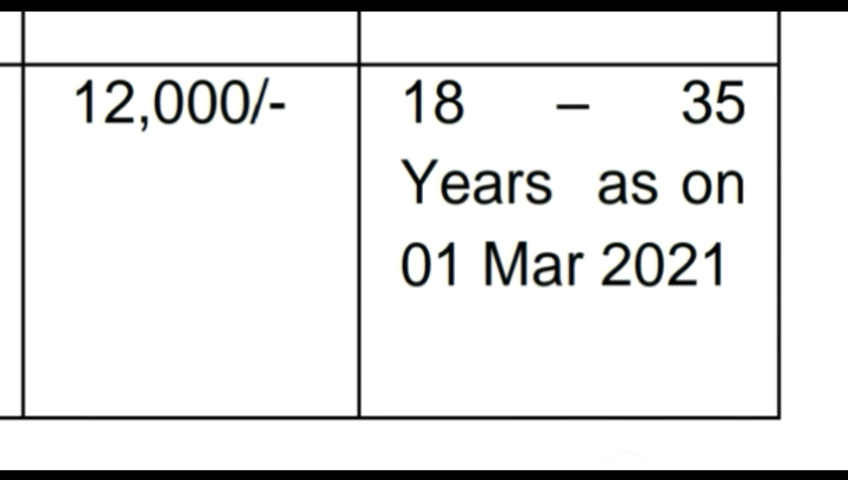 12,000/-
18 – 35
Years as on
01 Mar 2021